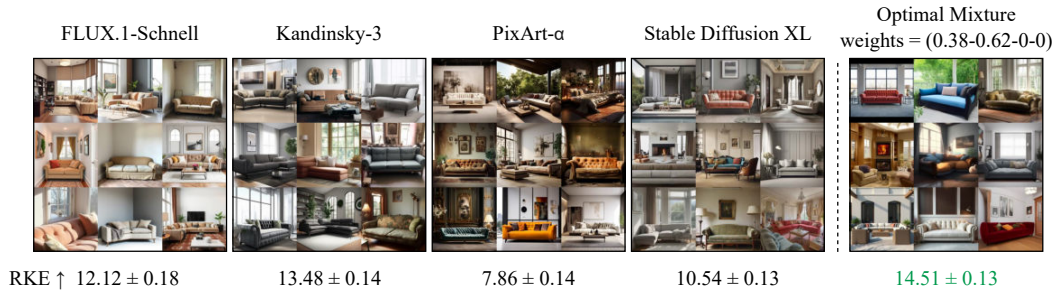 FLUX.1-Schnell
Kandinsky-3
PixArt-α
Stable Diffusion XL
Optimal Mixture
weights = (0.38-0.62-0-0)
RKE ↑ 12.12 ± 0.18
13.48 ± 0.14
7.86 ± 0.14
10.54 ± 0.13
14.51 ± 0.13